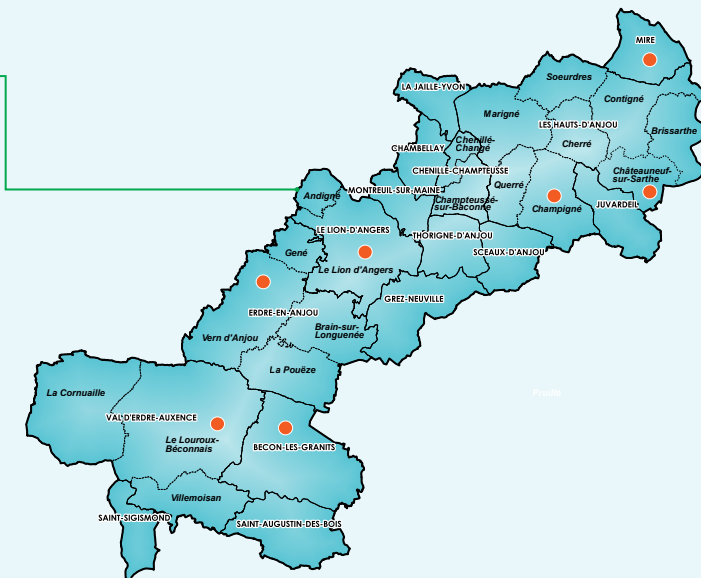 MIRE
Soeurdres
LA JAILLE-YVON
Contigné
Marigné
LES HAUTS-D'ANJOU
Brissarthe
Chenillé-
Changé
Cherré
CHAMBELLAY
CHENILLE-CHAMPTEUSSE
Châteauneuf-
sur-Sarthe
Querré
MONTREUIL-SUR-MAINE
Andigné
Champteussé-
sur-Baconne
Champigné
JUVARDEIL
LE LION-D'ANGERS
THORIGNE-D'ANJOU
Gené
SCEAUX-D'ANJOU
Le Lion d'Angers
GREZ-NEUVILLE
ERDRE-EN-ANJOU
Brain-sur-
Longuenée
Vern d'Anjou
La Pouëze
La Cornuaille
VAL D'ERDRE-AUXENCE
Le Louroux-
Béconnais
BECON-LES-GRANITS
Villemoisan
SAINT-SIGISMOND
SAINT-AUGUSTIN-DES-BOIS